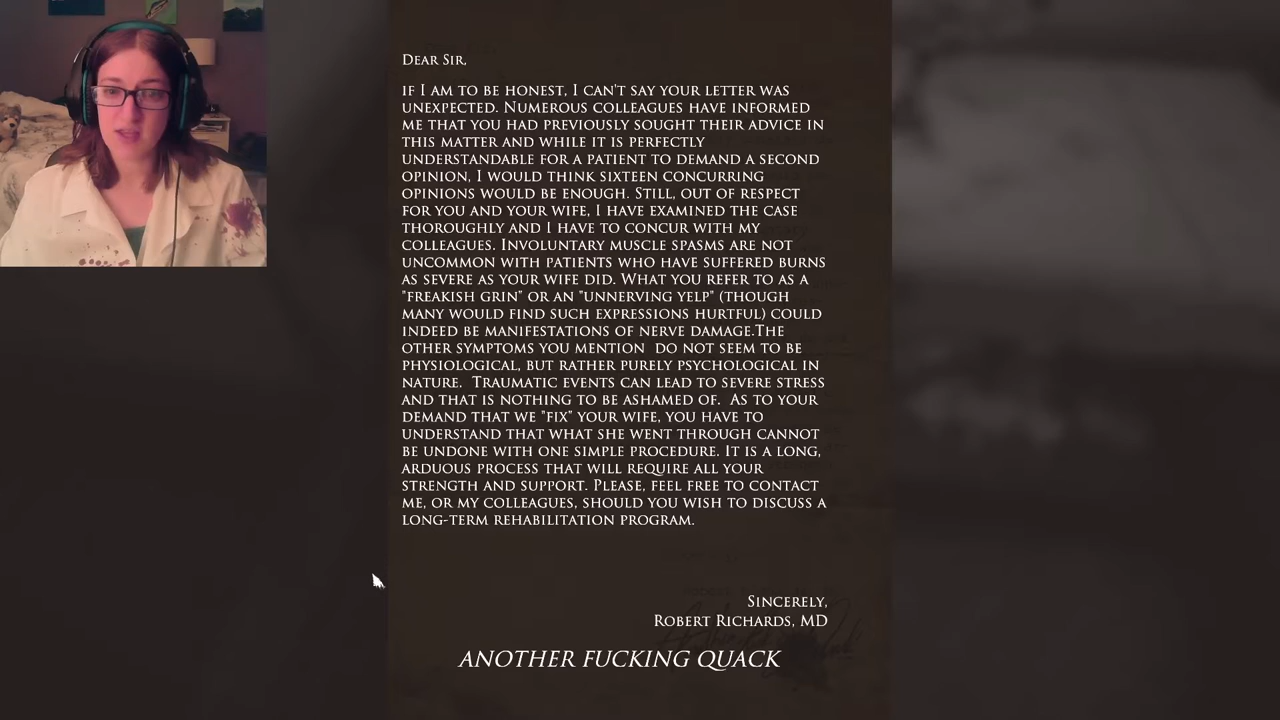 Dear Sir,
if I am to be honest, I can't say your letter was
unexpected. Numerous colleagues have informed
me that you had previously sought their advice in
this matter and while it is perfectly
understandable for a patient to demand a second
opinion, I would think sixteen concurring
opinions would be enough. Still, out of respect
for you and your wife, I have examined the case
thoroughly and I have to concur with my
colleagues. Involuntary muscle spasms are not
uncommon with patients who have suffered burns
as severe as your wife did. What you refer to as a
"freakish grin" or an "unnerving yelp" (though
many would find such expressions hurtful) could
indeed be manifestations of nerve damage.The
other symptoms you mention  do not seem to be
physiological, but rather purely psychological in
nature.  Traumatic events can lead to severe stress
and that is nothing to be ashamed of.  As to your
demand that we "fix" your wife, you have to
understand that what she went through cannot
be undone with one simple procedure. It is a long,
arduous process that will require all your
strength and support. Please, feel free to contact
me, or my colleagues, should you wish to discuss a
long-term rehabilitation program.
Sincerely,
Robert Richards, MD
ANOTHER FUCKING QUACK